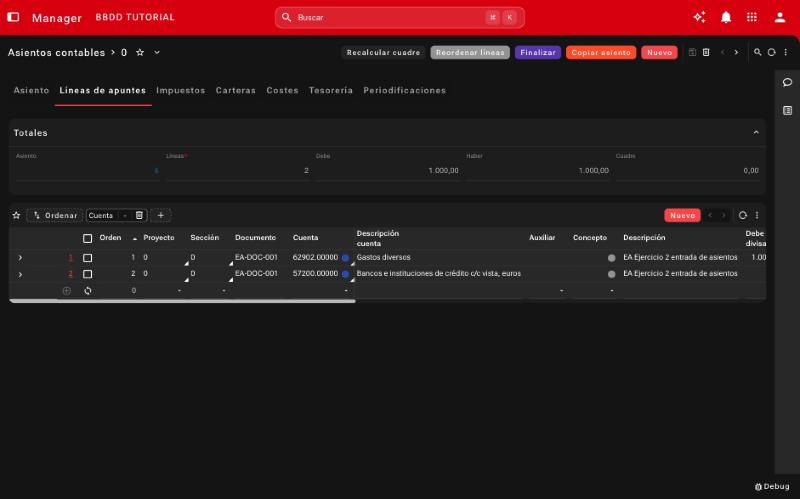 Manager BBDD TUTORIAL Buscar ⌘ K
Asientos contables > 0 Recalcular cuadre Reordenar líneas Finalizar Copiar asiento Nuevo
Asiento Líneas de apuntes Impuestos Carteras Costes Tesorería Periodificaciones
Totales
Asiento Líneas* Debe Haber Cuadre
6 2 1.000,00 1.000,00 0,00
Ordenar Cuenta - + Nuevo
Orden Proyecto Sección Documento Cuenta Descripción cuenta Auxiliar Concepto Descripción Debe divisa
1 1 0 0 EA-DOC-001 62902.00000 Gastos diversos EA Ejercicio 2 entrada de asientos 1.00
2 2 0 0 EA-DOC-001 57200.00000 Bancos e instituciones de crédito c/c vista, euros EA Ejercicio 2 entrada de asientos
0 - - - - -
Debug